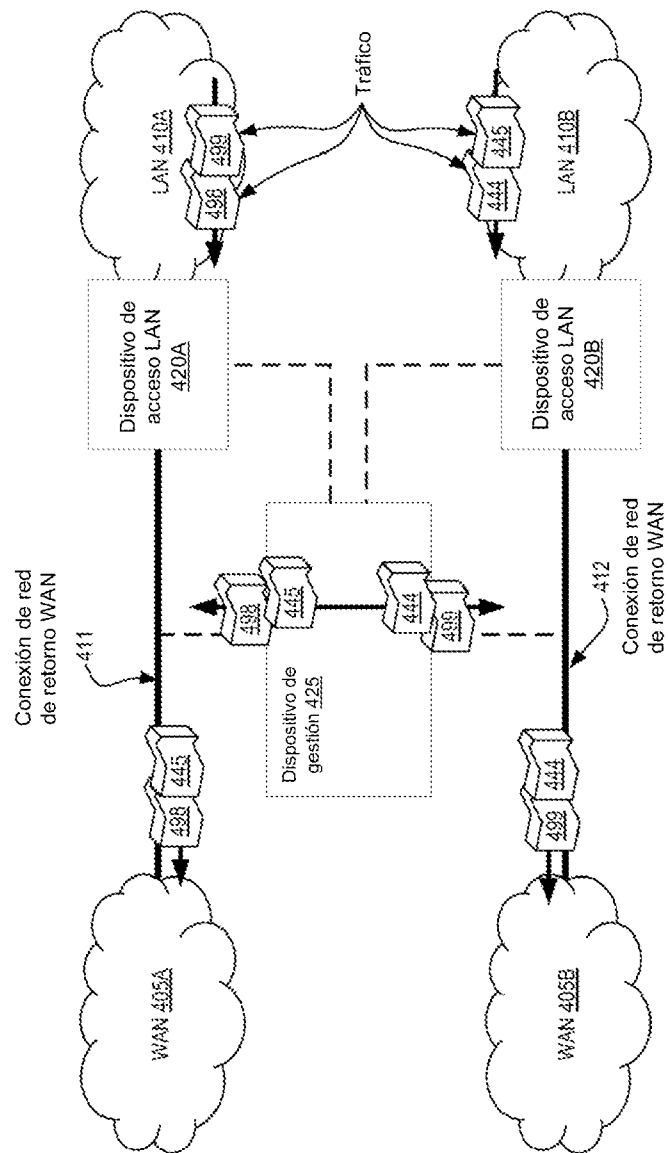 Conexión de red
de retorno WAN
411
WAN 405A
498
445
Dispositivo de
acceso LAN
420A
LAN 410A
498
499
Dispositivo de
gestión 425
498
445
444
499
Tráfico
WAN 405B
499
444
Dispositivo de
acceso LAN
420B
LAN 410B
444
445
412
Conexión de red
de retorno WAN